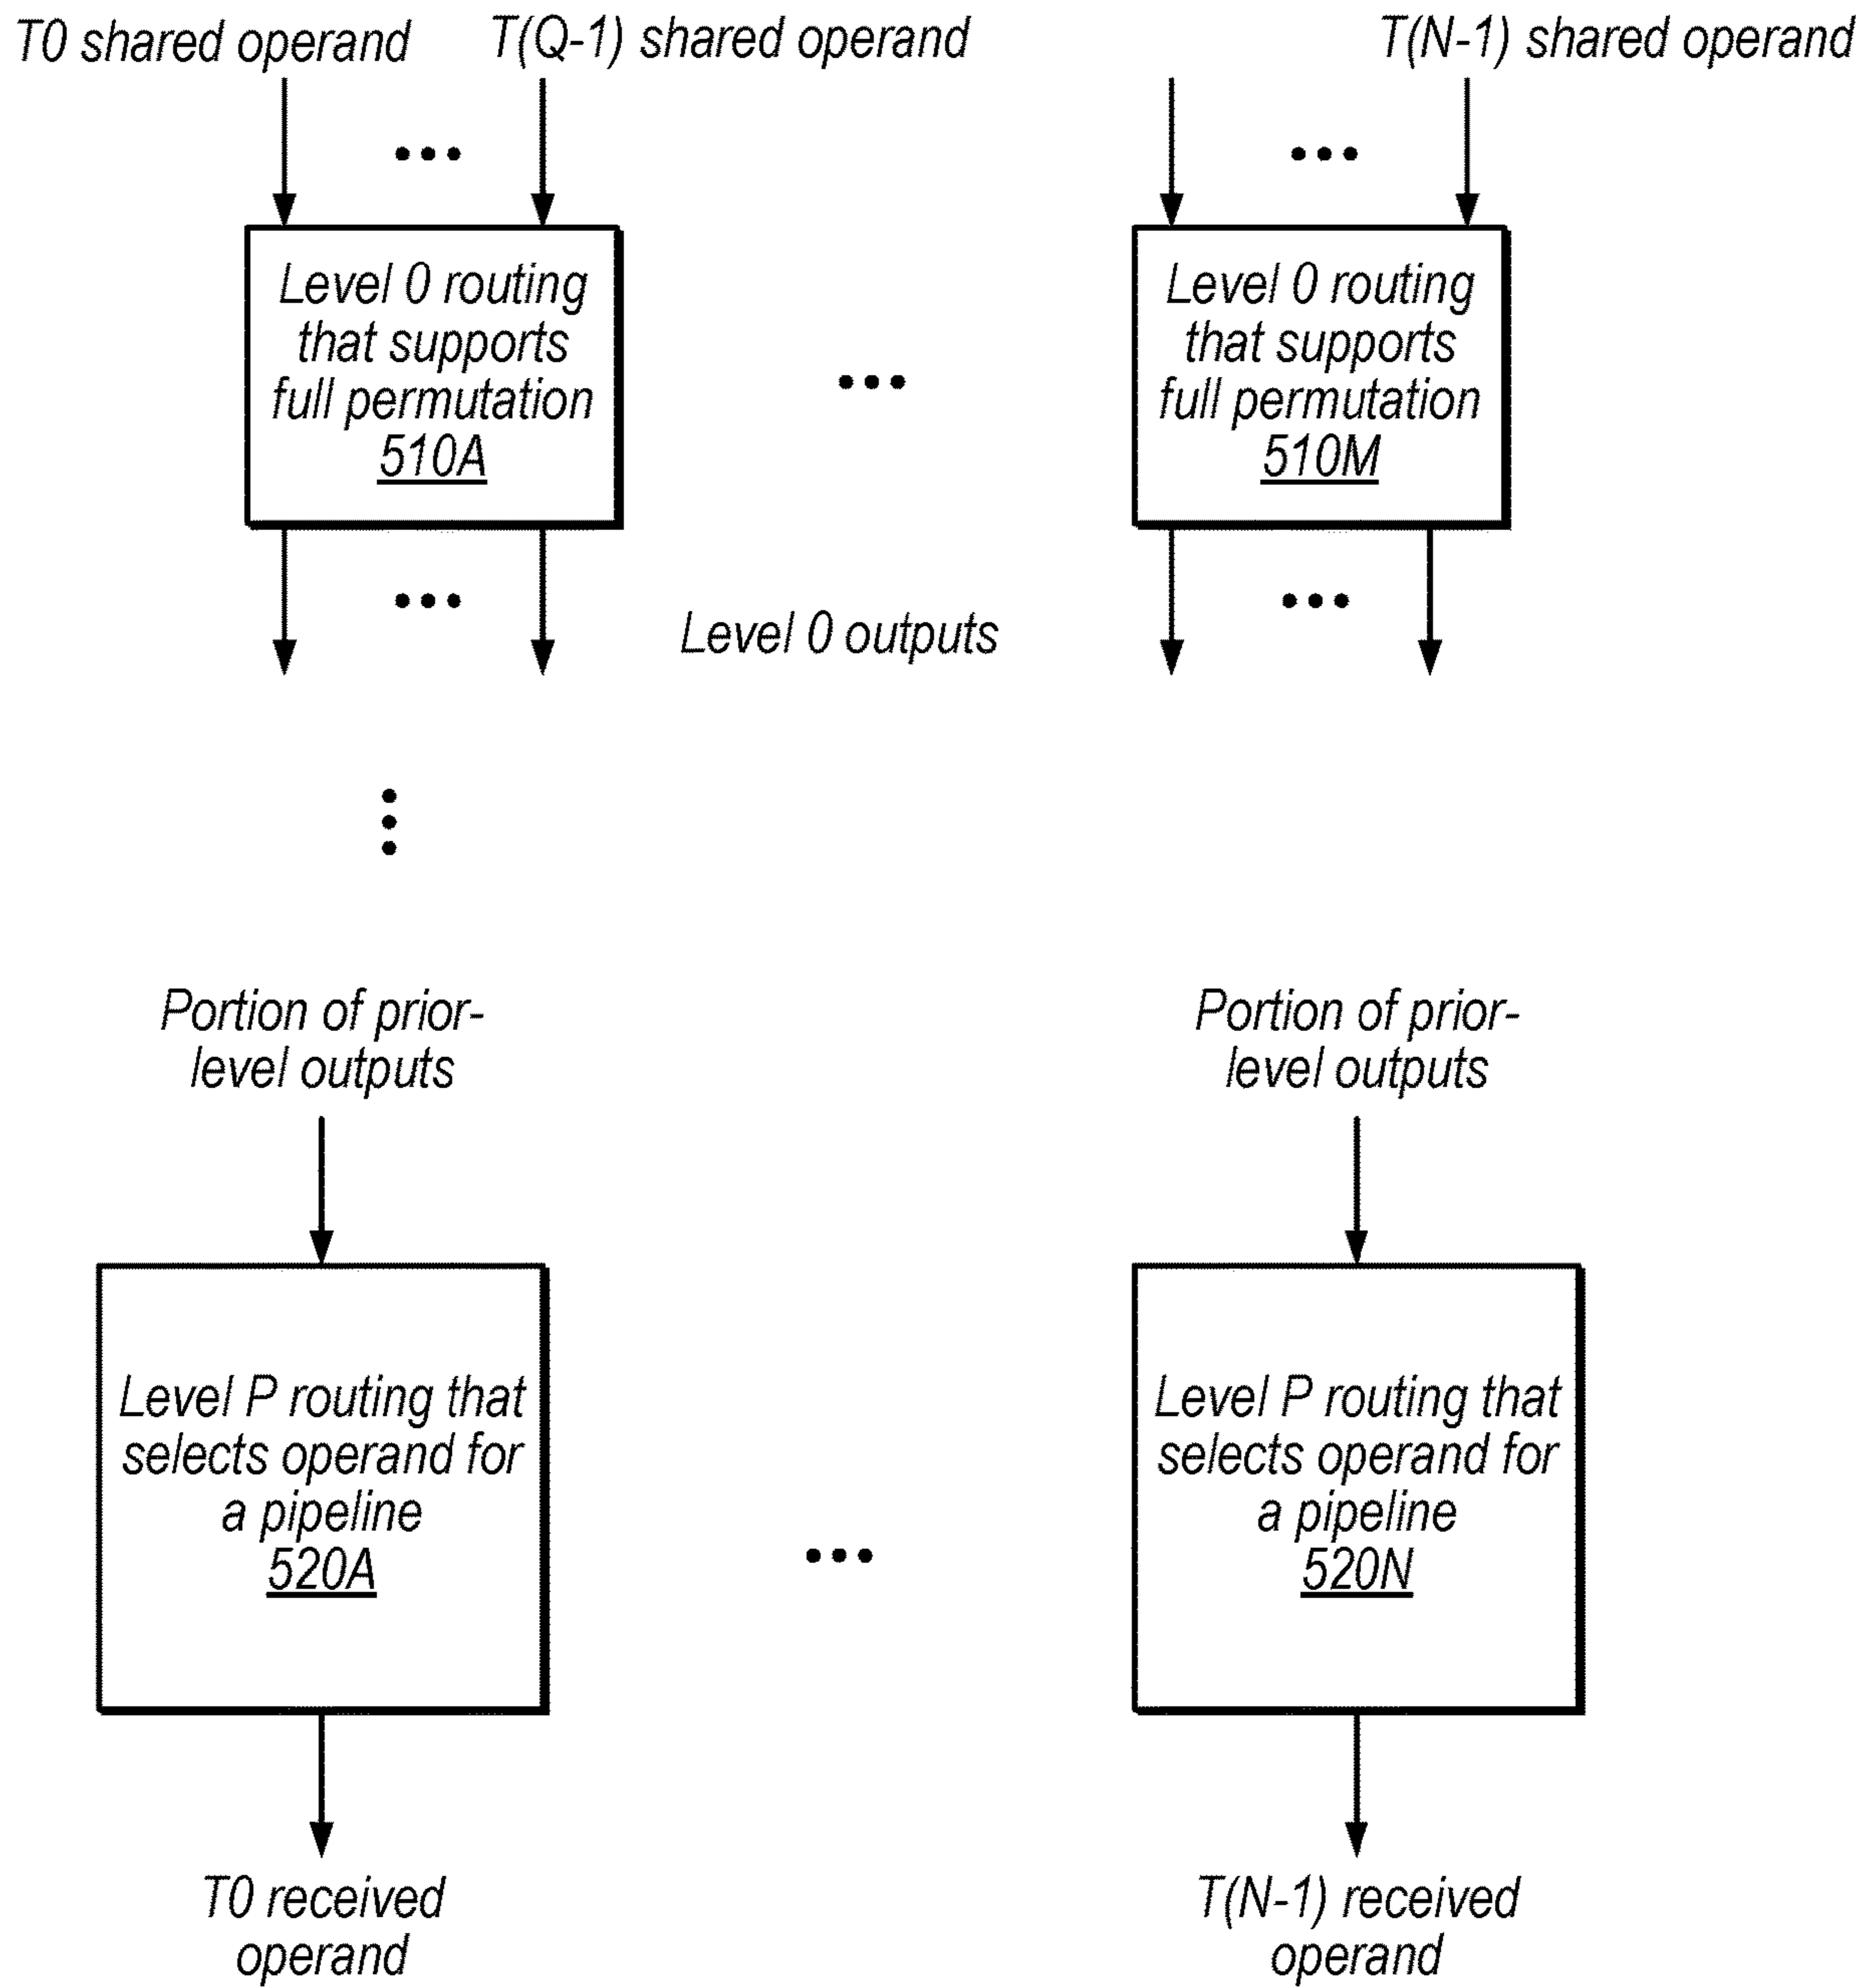 T0 shared operand
T(Q-1) shared operand
T(N-1) shared operand
Level 0 routing
that supports
full permutation
510A
Level 0 routing
that supports
full permutation
510M
Level 0 outputs
Portion of prior-
level outputs
Portion of prior-
level outputs
Level P routing that
selects operand for
a pipeline
520A
Level P routing that
selects operand for
a pipeline
520N
T0 received
operand
T(N-1) received
operand